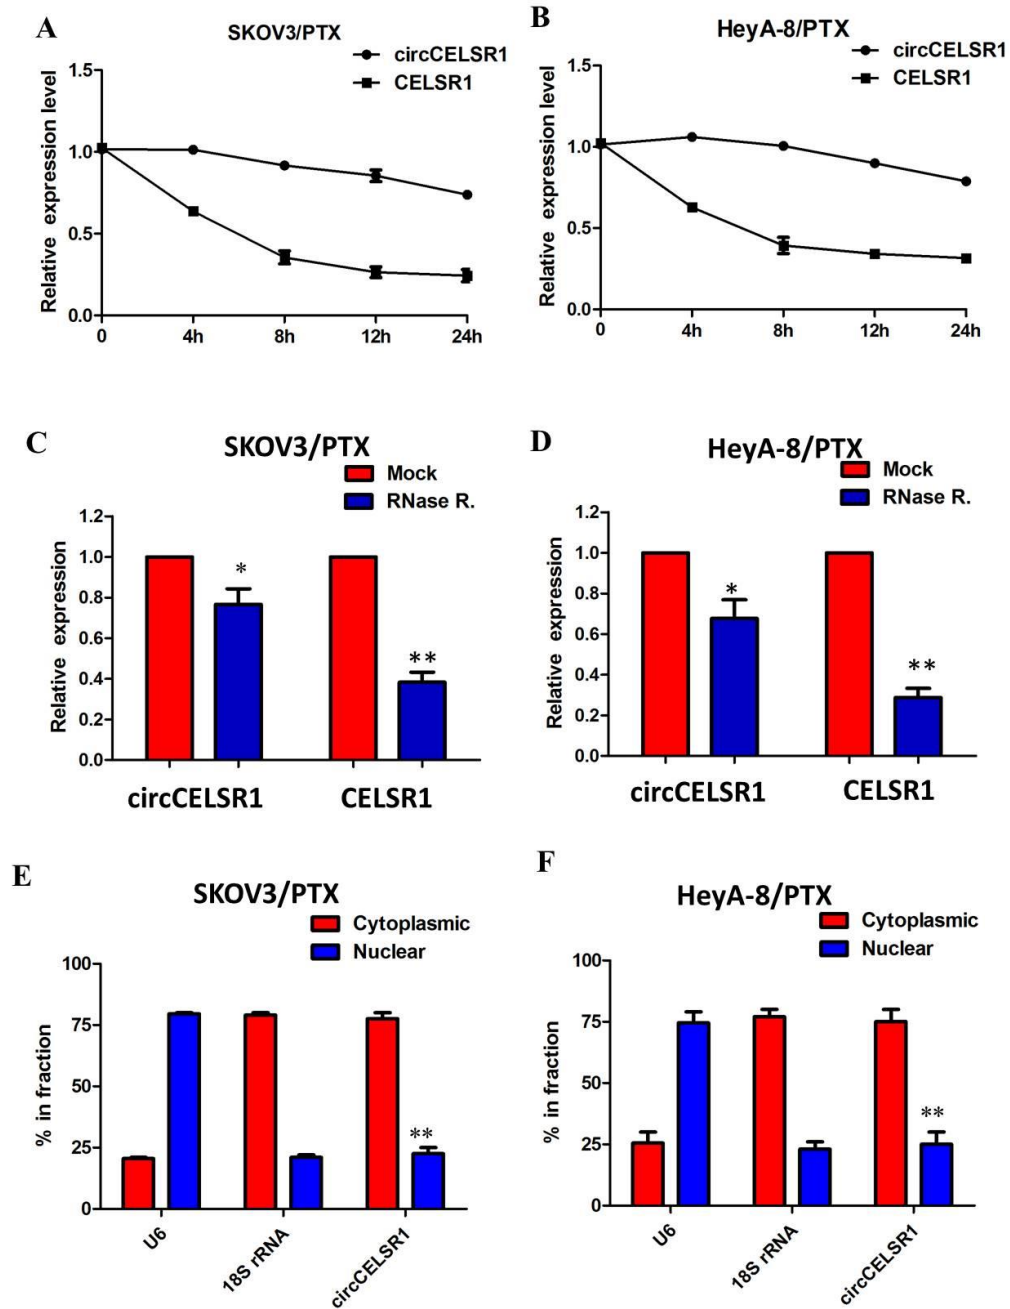 A
SKOV3/PTX
circCELSR1
CELSR1
Relative expression level
1.5
1.0
0.5
0.0
0 4h 8h 12h 24h
B
HeyA-8/PTX
circCELSR1
CELSR1
Relative expression level
1.5
1.0
0.5
0.0
0 4h 8h 12h 24h
C
SKOV3/PTX
Mock
RNase R.
Relative expression
1.2
1.0
0.8
0.6
0.4
0.2
0.0
*
**
circCELSR1 CELSR1
D
HeyA-8/PTX
Mock
RNase R.
Relative expression
1.2
1.0
0.8
0.6
0.4
0.2
0.0
*
**
circCELSR1 CELSR1
E
SKOV3/PTX
Cytoplasmic
Nuclear
% in fraction
100
75
50
25
0
**
U6 18S rRNA circCELSR1
F
HeyA-8/PTX
Cytoplasmic
Nuclear
% in fraction
100
75
50
25
0
**
U6 18S rRNA circCELSR1